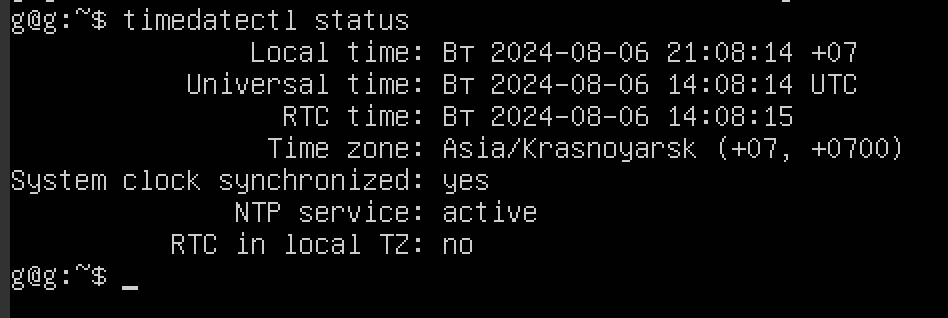 g@g:~$ timedatectl status
Local time: Вт 2024-08-06 21:08:14 +07
Universal time: Вт 2024-08-06 14:08:14 UTC
RTC time: Вт 2024-08-06 14:08:15
Time zone: Asia/Krasnoyarsk (+07, +0700)
System clock synchronized: yes
NTP service: active
RTC in local TZ: no
g@g:~$ _